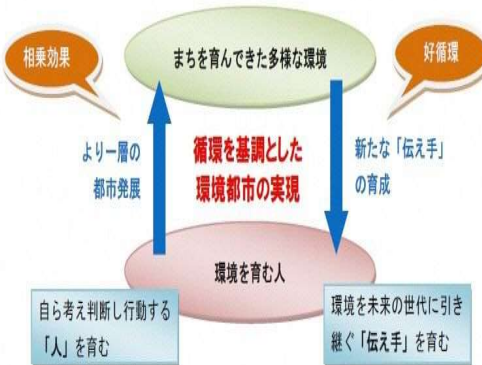 相乗効果
まちを育んできた多様な環境
好循環
より一層の
都市発展
循環を基調とした
環境都市の実現
新たな「伝え手」
の育成
環境を育む人
自ら考え判断し行動する
「人」を育む
環境を未来の世代に引き
継ぐ「伝え手」を育む